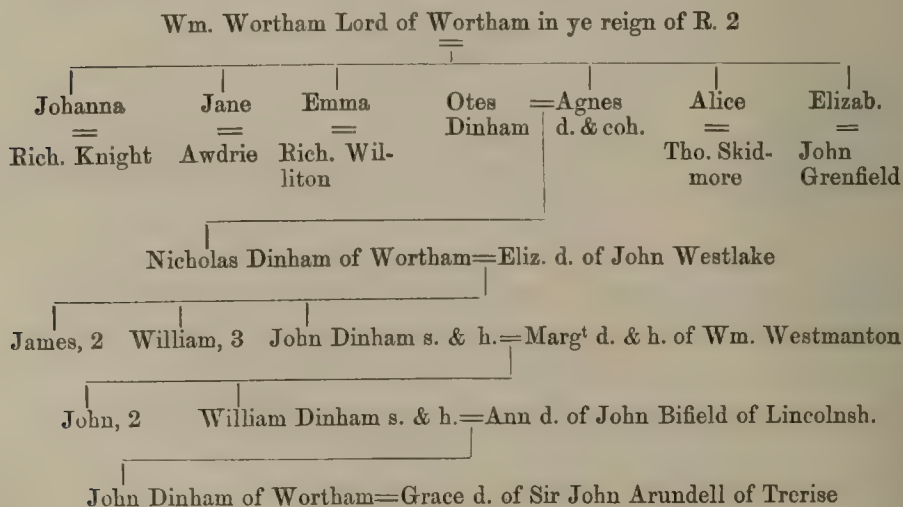 Wm. Wortham Lord of Wortham in ye reign of R. 2
=
Johanna Jane Emma Otes =Agnes Alice Elizab.
= = = Dinham d. & coh. = =
Rich. Knight Awdrie Rich. Wil- Tho. Skid- John
liton more Grenfield
Nicholas Dinham of Wortham=Eliz. d. of John Westlake
James, 2 William, 3 John Dinham s. & h.=Margt d. & h. of Wm. Westmanton
John, 2 William Dinham s. & h.=Ann d. of John Bifield of Lincolnsh.
John Dinham of Wortham=Grace d. of Sir John Arundell of Trerise